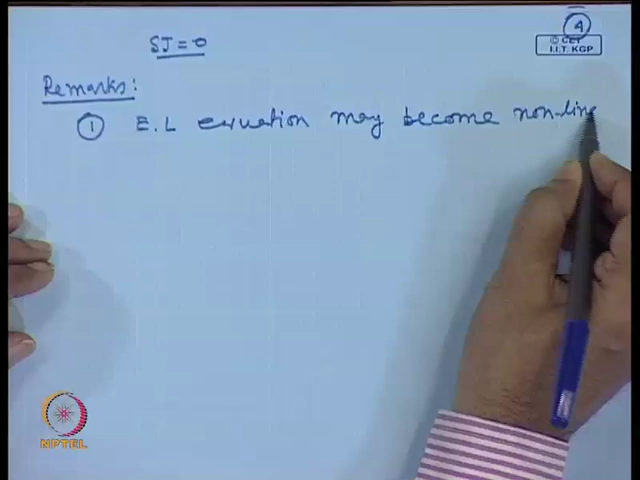 4
© CET
I.I.T. KGP
δJ = 0
Remarks:
① E.L equation may become non-line
NPTEL